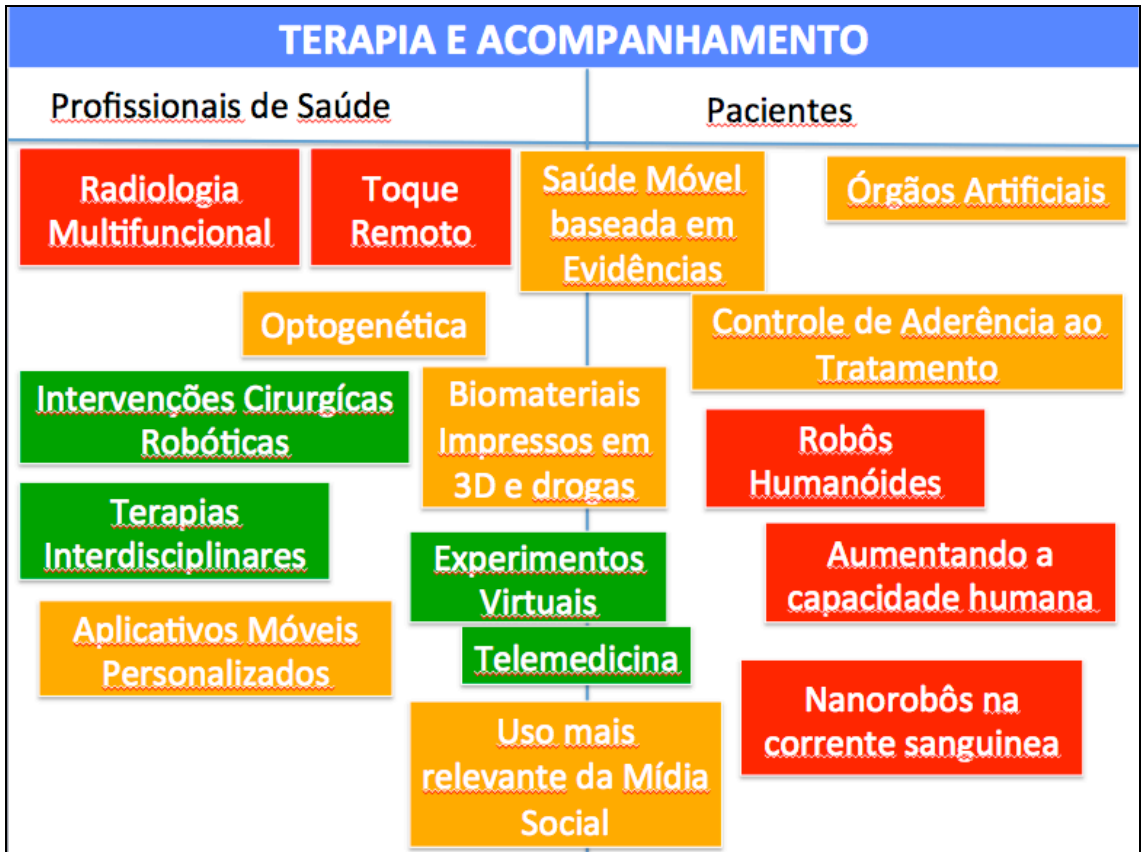 TERAPIA E ACOMPANHAMENTO
Profissionais de Saúde
Pacientes
Radiologia
Multifuncional
Toque
Remoto
Saúde Móvel
baseada em
Evidências
Órgãos Artificiais
Optogenética
Controle de Aderência ao
Tratamento
Intervenções Cirurgícas
Robóticas
Biomateriais
Impressos em
3D e drogas
Robôs
Humanóides
Terapias
Interdisciplinares
Experimentos
Virtuais
Aumentando a
capacidade humana
Aplicativos Móveis
Personalizados
Telemedicina
Nanorobôs na
corrente sanguinea
Uso mais
relevante da Mídia
Social